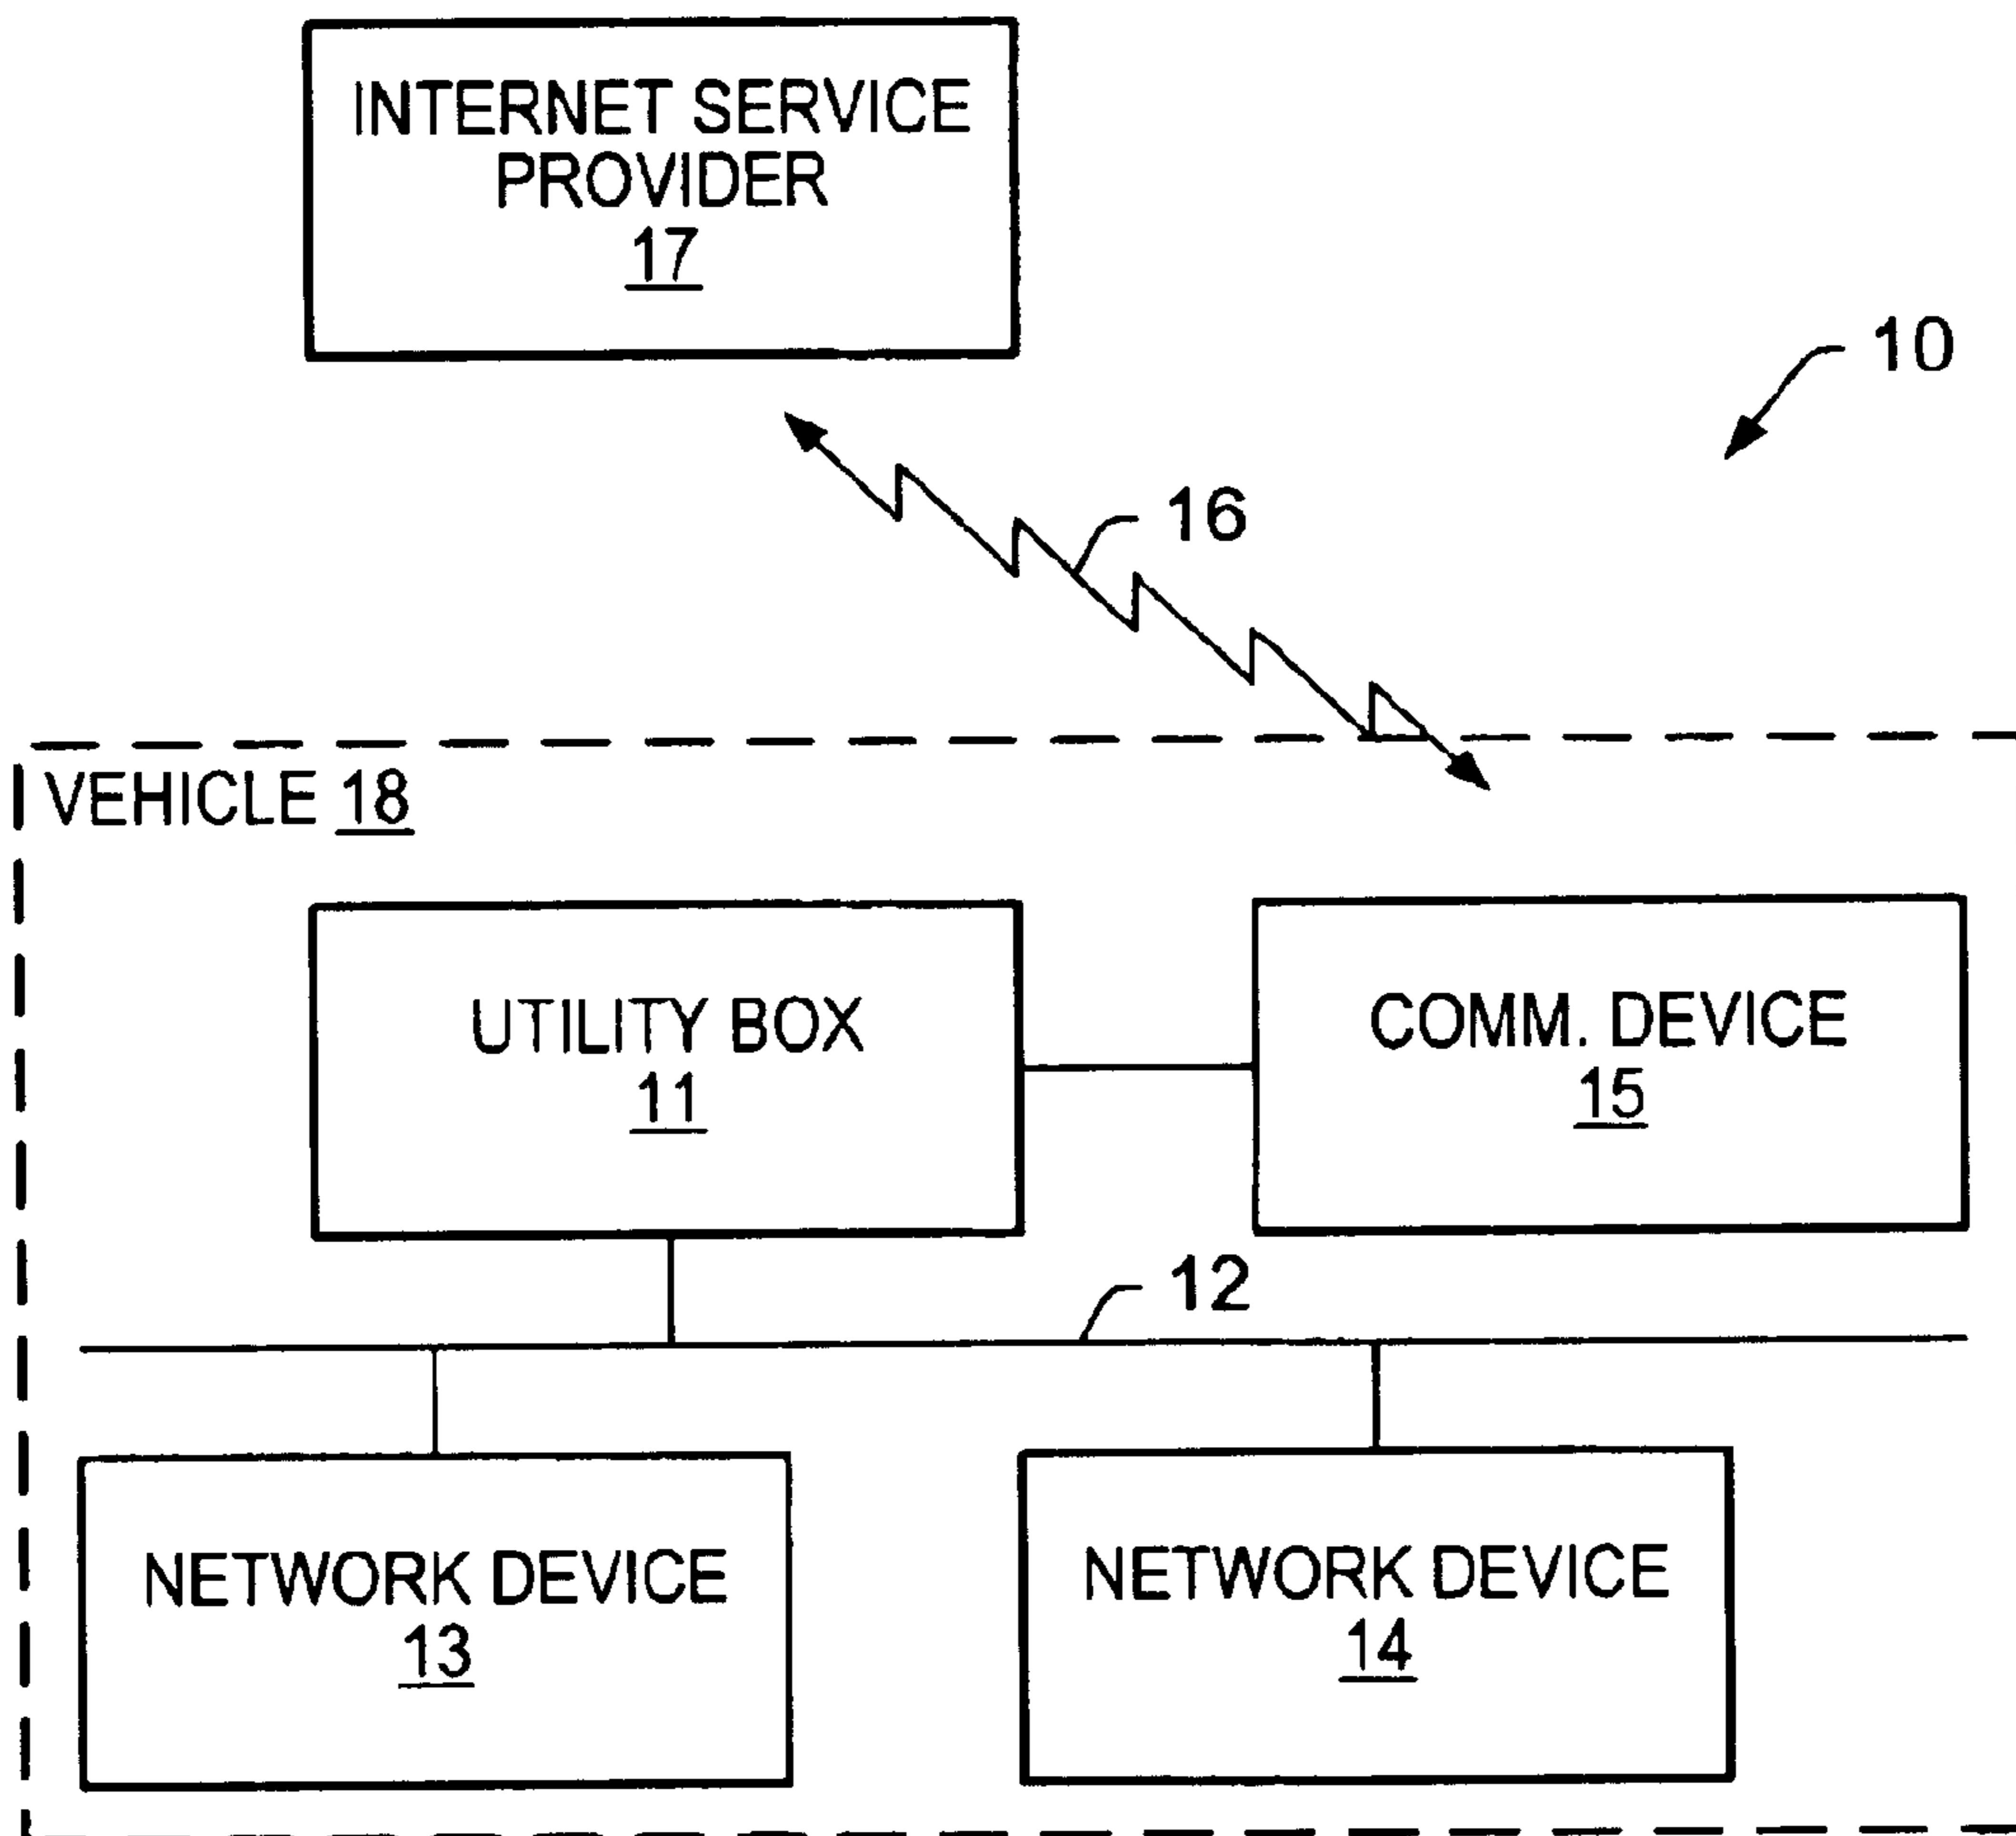 INTERNET SERVICE
PROVIDER
17
10
16
VEHICLE 18
UTILITY BOX
11
COMM. DEVICE
15
12
NETWORK DEVICE
13
NETWORK DEVICE
14